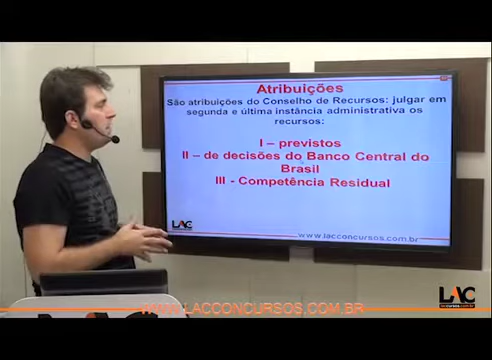 Atribuições
São atribuições do Conselho de Recursos: julgar em
segunda e última instância administrativa os
recursos:
I – previstos
II – de decisões do Banco Central do
Brasil
III - Competência Residual
LAC
www.lacconcursos.com.br
LAC
WWW.LACCONCURSOS.COM.BR